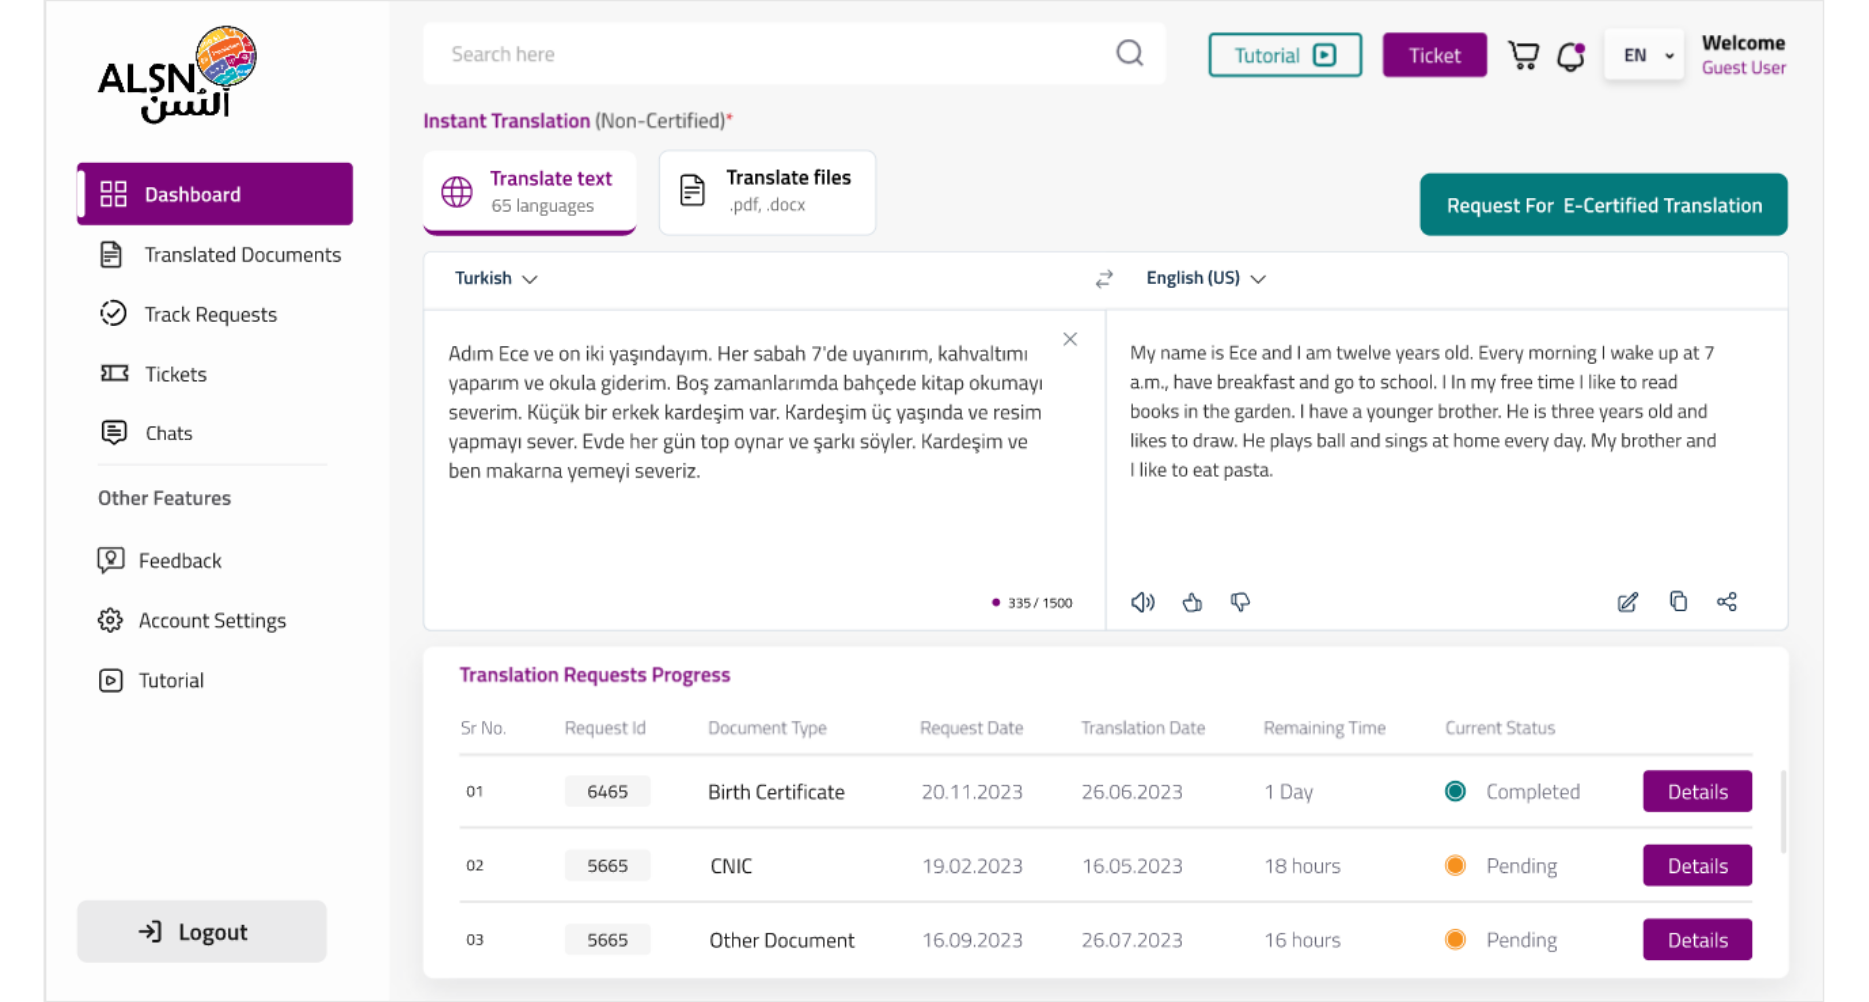 ALSN
ألسن
Search here
Tutorial
Ticket
EN
Welcome
Guest User
Instant Translation (Non-Certified)*
Dashboard
Translated Documents
Track Requests
Tickets
Chats
Other Features
Feedback
Account Settings
Tutorial
Logout
Translate text
65 languages
Translate files
.pdf, .docx
Request For E-Certified Translation
Turkish
English (US)
Adım Ece ve on iki yaşındayım. Her sabah 7'de uyanırım, kahvaltımı
yaparım ve okula giderim. Boş zamanlarımda bahçede kitap okumayı
severim. Küçük bir erkek kardeşim var. Kardeşim üç yaşında ve resim
yapmayı sever. Evde her gün top oynar ve şarkı söyler. Kardeşim ve
ben makarna yemeyi severiz.
335 / 1500
My name is Ece and I am twelve years old. Every morning I wake up at 7
a.m., have breakfast and go to school. I In my free time I like to read
books in the garden. I have a younger brother. He is three years old and
likes to draw. He plays ball and sings at home every day. My brother and
I like to eat pasta.
Translation Requests Progress
Sr No. Request Id Document Type Request Date Translation Date Remaining Time Current Status
01 6465 Birth Certificate 20.11.2023 26.06.2023 1 Day Completed Details
02 5665 CNIC 19.02.2023 16.05.2023 18 hours Pending Details
03 5665 Other Document 16.09.2023 26.07.2023 16 hours Pending Details